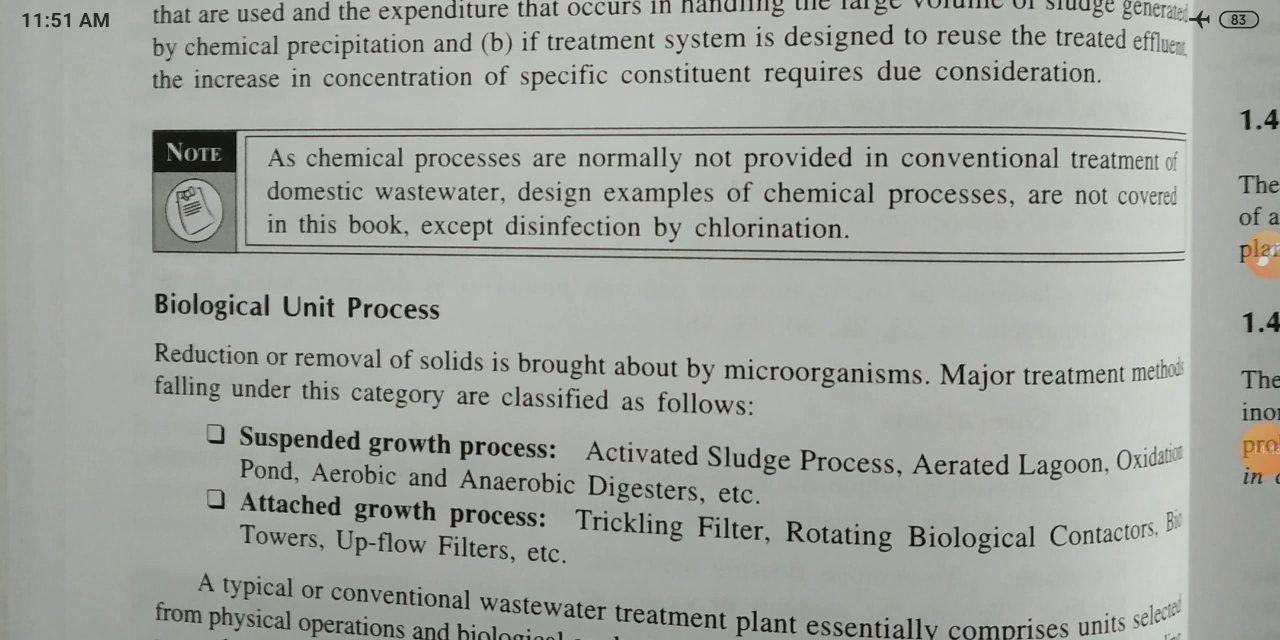 11:51 AM
83
that are used and the expenditure that occurs in handling the large volume of sludge generated
by chemical precipitation and (b) if treatment system is designed to reuse the treated effluent
the increase in concentration of specific constituent requires due consideration.
NOTE
As chemical processes are normally not provided in conventional treatment of
domestic wastewater, design examples of chemical processes, are not covered
in this book, except disinfection by chlorination.
Biological Unit Process
Reduction or removal of solids is brought about by microorganisms. Major treatment methods
falling under this category are classified as follows:
❑ Suspended growth process: Activated Sludge Process, Aerated Lagoon, Oxidation
Pond, Aerobic and Anaerobic Digesters, etc.
❑ Attached growth process: Trickling Filter, Rotating Biological Contactors, Bio
Towers, Up-flow Filters, etc.
A typical or conventional wastewater treatment plant essentially comprises units selected
from physical operations and
1.4
The
of a
1.4
The
in